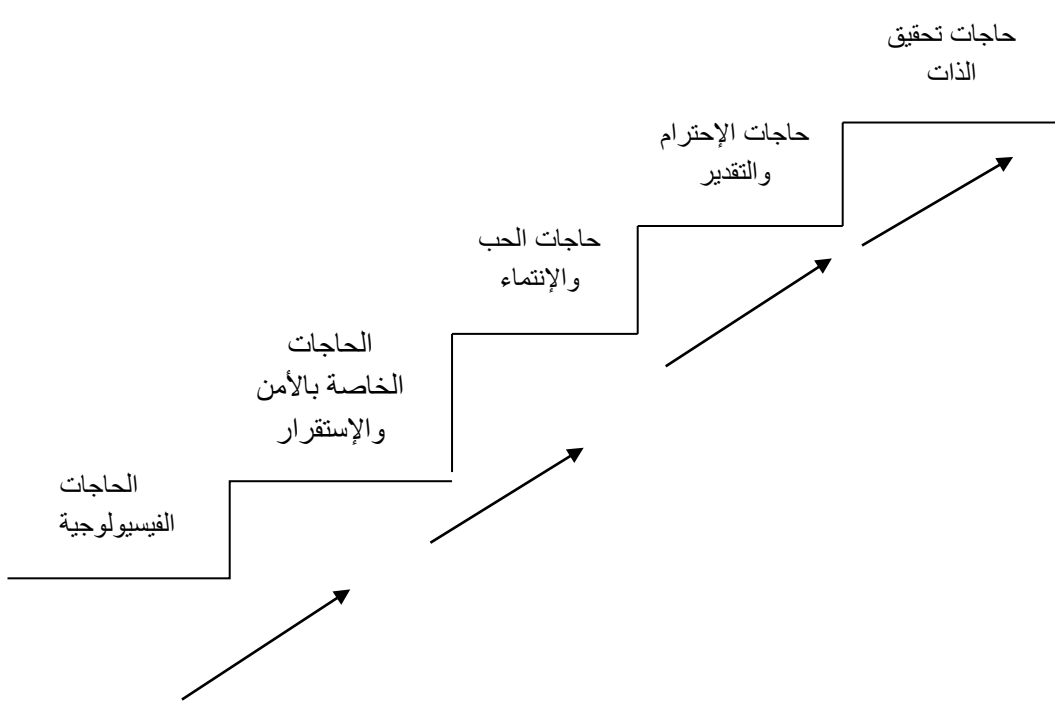 حاجات تحقيق
الذات
حاجات الإحترام
والتقدير
حاجات الحب
والإنتماء
الحاجات
الخاصة بالأمن
والإستقرار
الحاجات
الفيسيولوجية